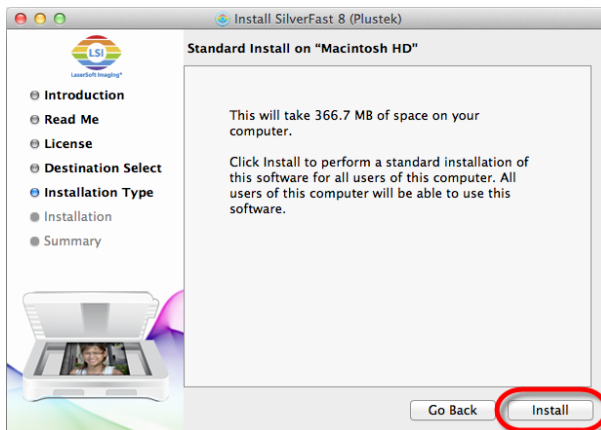 Install SilverFast 8 (Plustek)
LSI
LaserSoft Imaging®
Standard Install on “Macintosh HD”
Introduction
Read Me
License
Destination Select
Installation Type
Installation
Summary
This will take 366.7 MB of space on your
computer.
Click Install to perform a standard installation of
this software for all users of this computer. All
users of this computer will be able to use this
software.
Go Back
Install